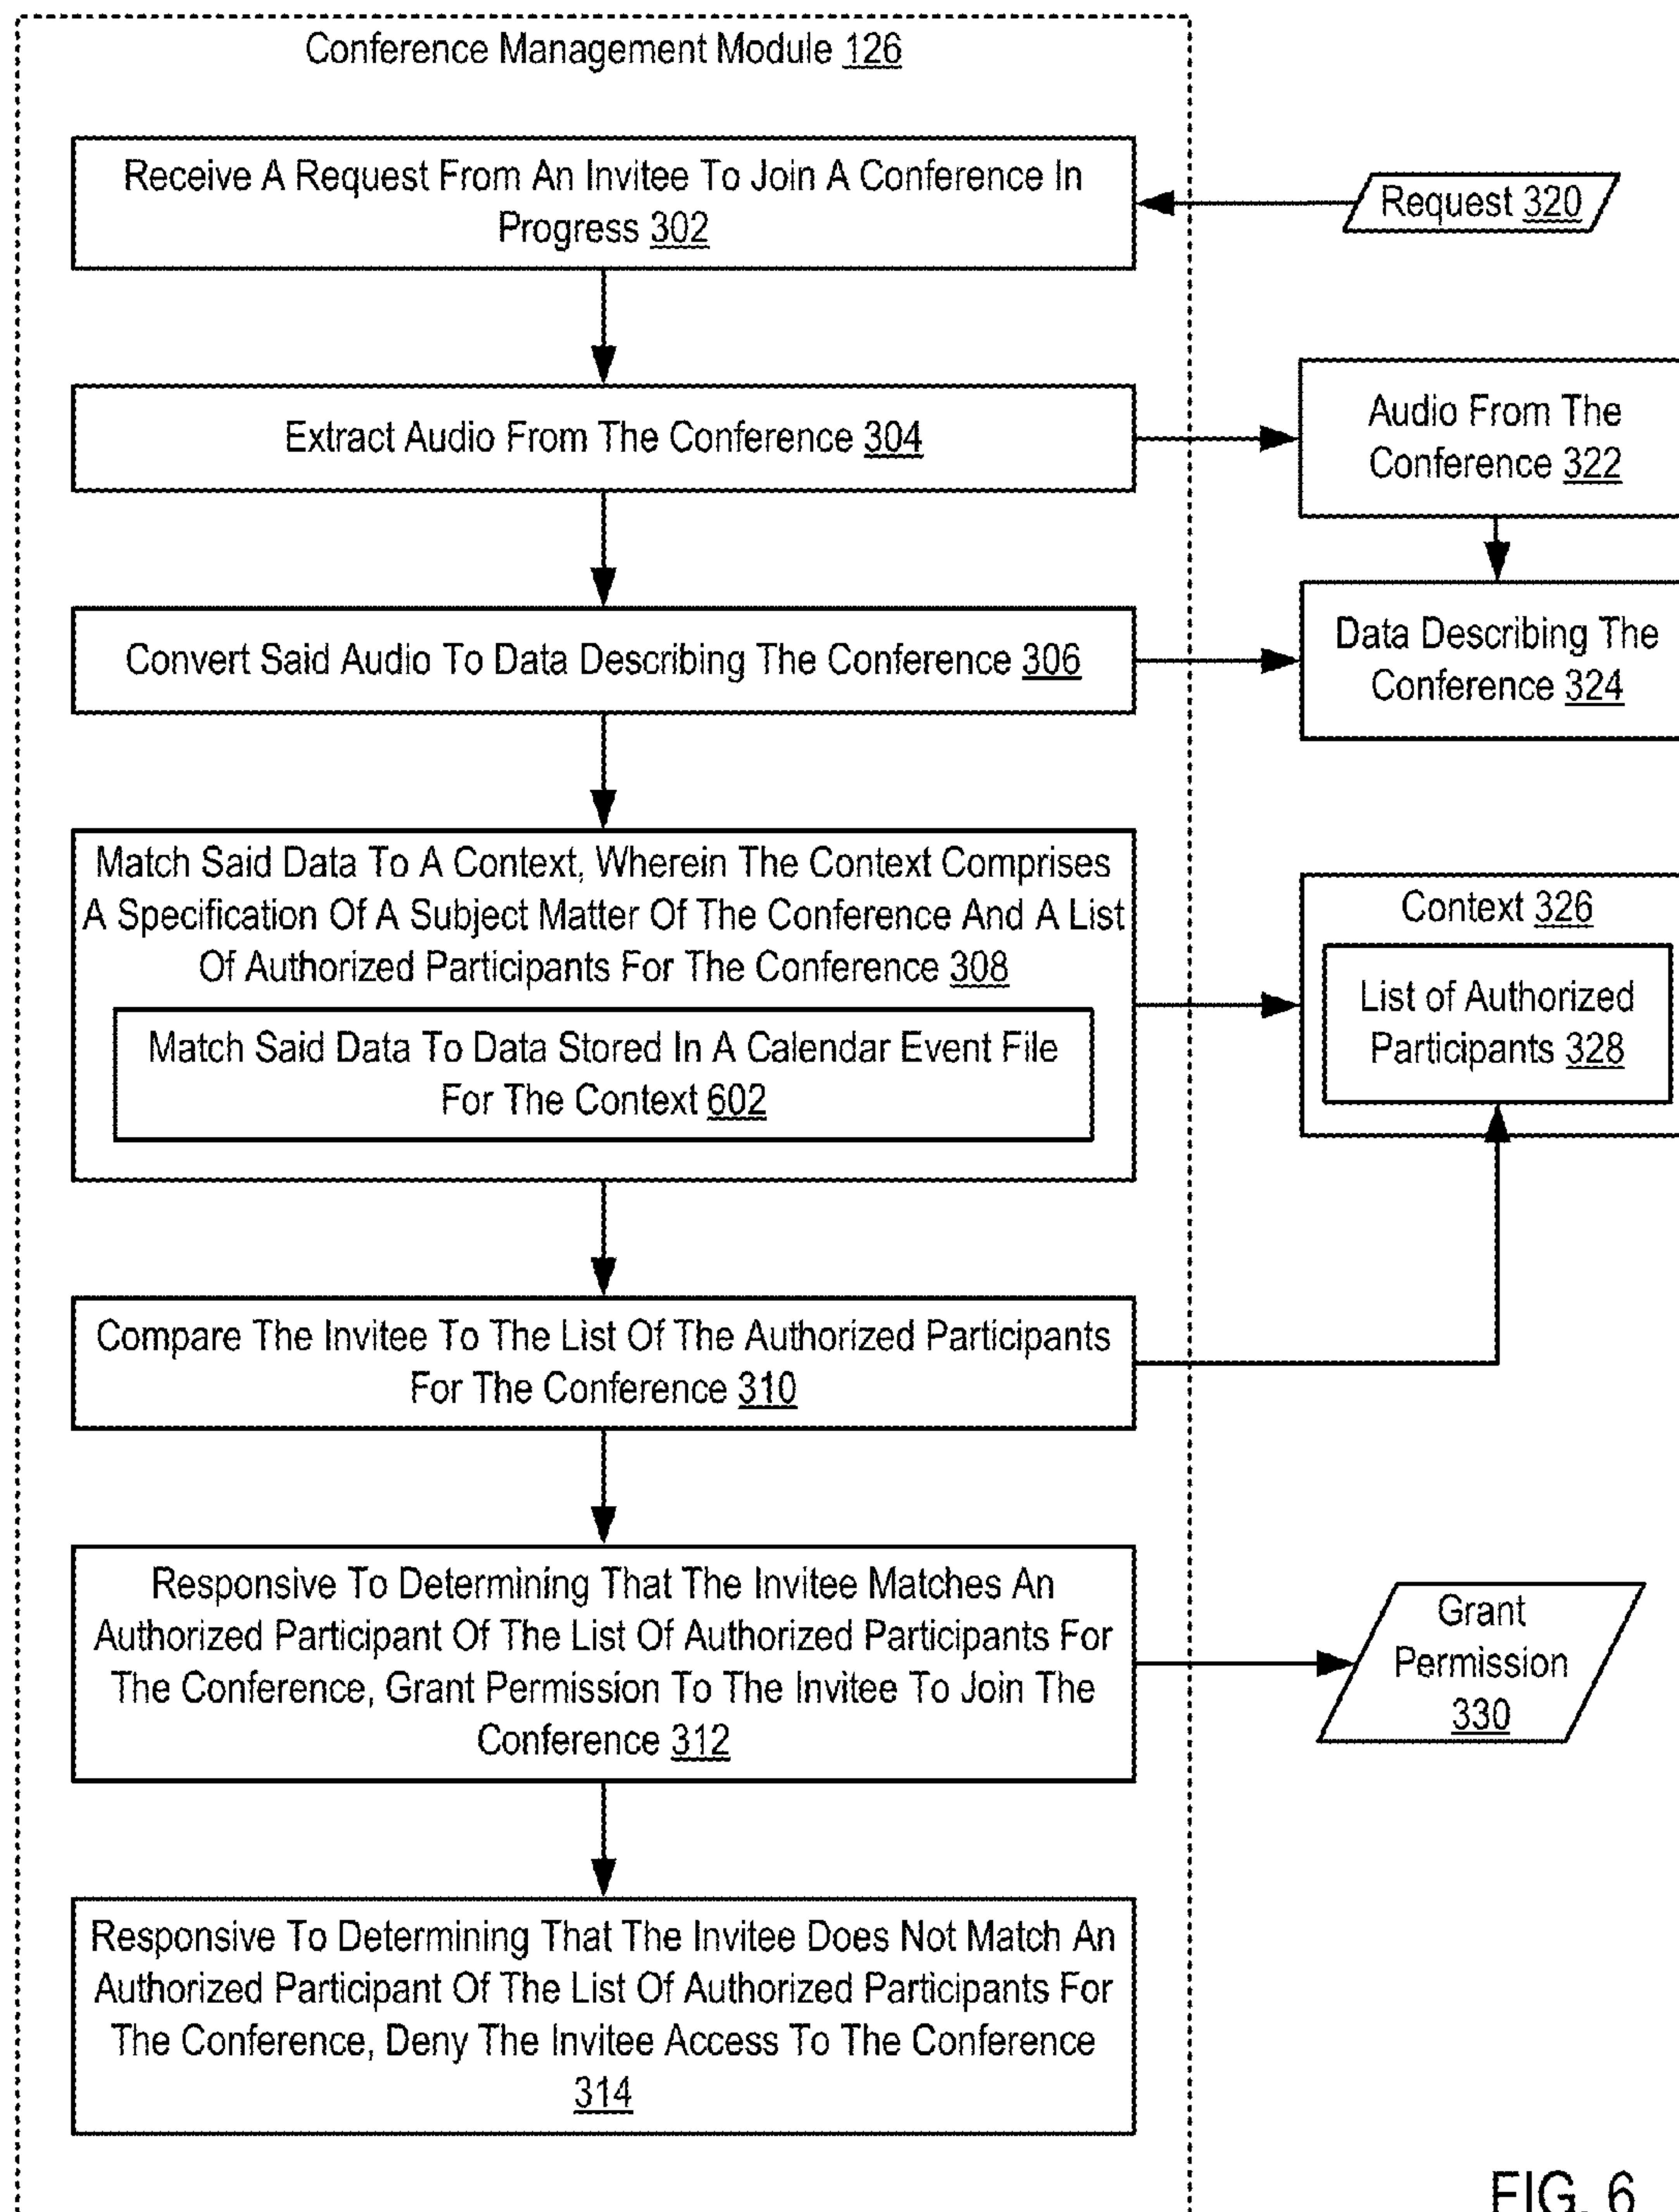 Conference Management Module 126
Receive A Request From An Invitee To Join A Conference In
Progress 302
Request 320
Extract Audio From The Conference 304
Audio From The
Conference 322
Convert Said Audio To Data Describing The Conference 306
Data Describing The
Conference 324
Match Said Data To A Context, Wherein The Context Comprises
A Specification Of A Subject Matter Of The Conference And A List
Of Authorized Participants For The Conference 308
Match Said Data To Data Stored In A Calendar Event File
For The Context 602
Context 326
List of Authorized
Participants 328
Compare The Invitee To The List Of The Authorized Participants
For The Conference 310
Responsive To Determining That The Invitee Matches An
Authorized Participant Of The List Of Authorized Participants For
The Conference, Grant Permission To The Invitee To Join The
Conference 312
Grant
Permission
330
Responsive To Determining That The Invitee Does Not Match An
Authorized Participant Of The List Of Authorized Participants For
The Conference, Deny The Invitee Access To The Conference
314
FIG. 6